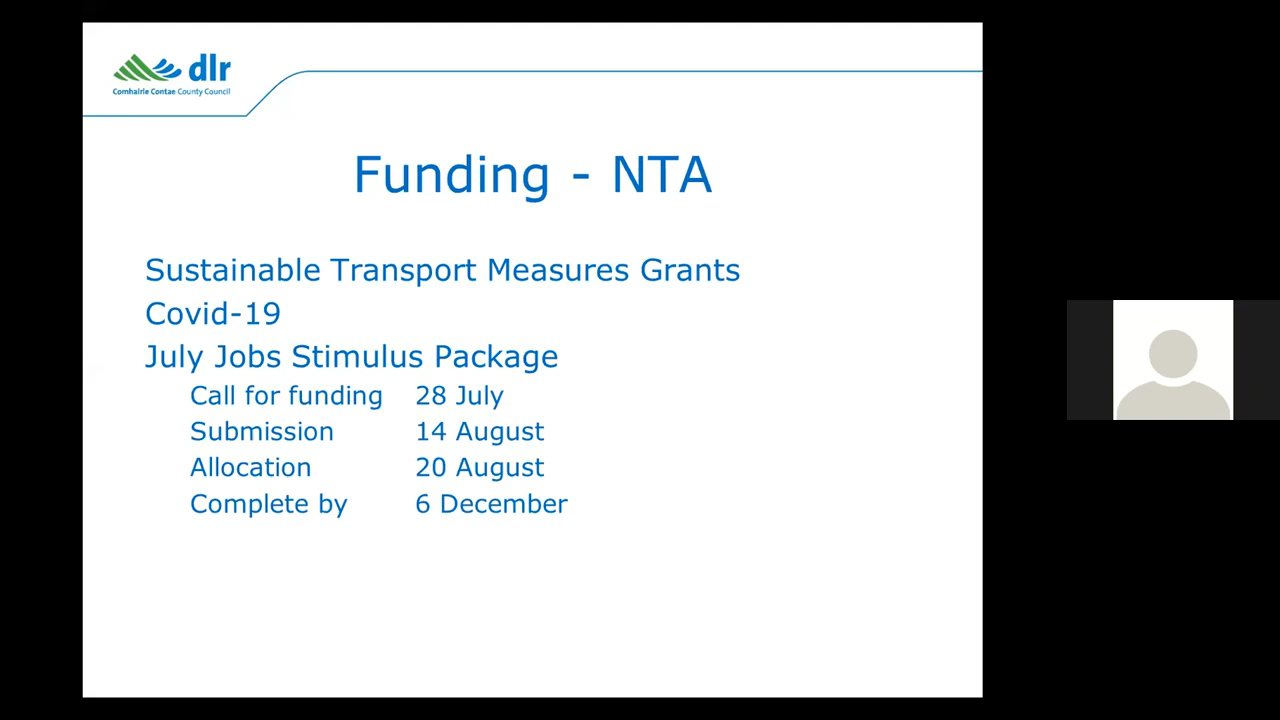 dlr
Comhairle Contae County Council
Funding - NTA
Sustainable Transport Measures Grants
Covid-19
July Jobs Stimulus Package
Call for funding 28 July
Submission 14 August
Allocation 20 August
Complete by 6 December